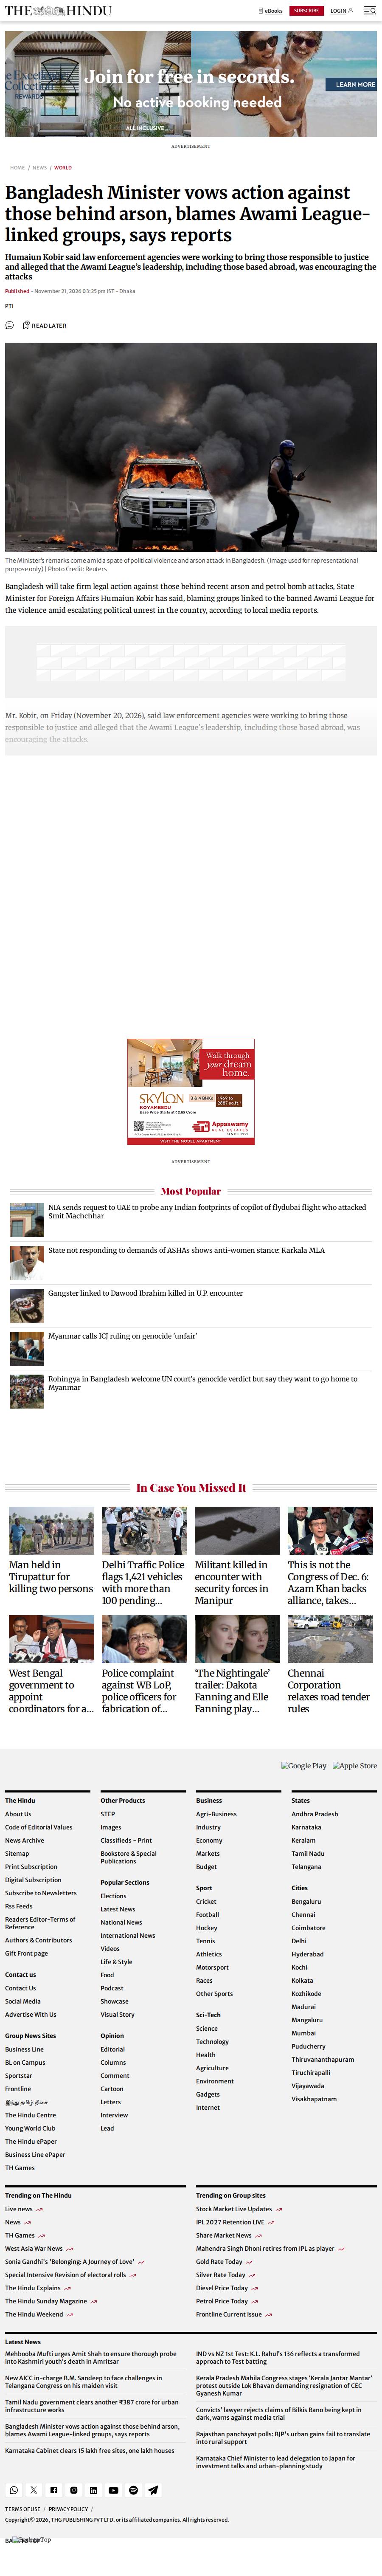 THE HINDU
eBooks
SUBSCRIBE
LOGIN
Join for free in seconds.
No active booking needed
ALL INCLUSIVE
REWARDS
LEARN MORE
ADVERTISEMENT
HOME / NEWS / WORLD
Bangladesh Minister vows action against
those behind arson, blames Awami League-
linked groups, says reports
Humaiun Kobir said law enforcement agencies were working to bring those responsible to justice
and alleged that the Awami League’s leadership, including those based abroad, was encouraging the
attacks
Published - November 21, 2026 03:25 pm IST - Dhaka
PTI
READ LATER
The Minister’s remarks come amid a spate of political violence and arson attack in Bangladesh. (Image used for representational
purpose only) | Photo Credit: Reuters
Bangladesh will take firm legal action against those behind recent arson and petrol bomb attacks, State
Minister for Foreign Affairs Humaiun Kobir has said, blaming groups linked to the banned Awami League for
the violence amid escalating political unrest in the country, according to local media reports.
Mr. Kobir, on Friday (November 20, 2026), said law enforcement agencies were working to bring those
responsible to justice and alleged that the Awami League’s leadership, including those based abroad, was
encouraging the attacks.
Walk through
your dream
home.
SKYLON
KOYAMBEDU
Base Price Starts at ₹1.65 Crore
3 & 4 BHKs
1969 to
2887 sq.ft.
Appaswamy
REAL ESTATES
SINCE 1959
VISIT THE MODEL APARTMENT
ADVERTISEMENT
Most Popular
NIA sends request to UAE to probe any Indian footprints of copilot of flydubai flight who attacked
Smit Machchhar
State not responding to demands of ASHAs shows anti-women stance: Karkala MLA
Gangster linked to Dawood Ibrahim killed in U.P. encounter
Myanmar calls ICJ ruling on genocide ‘unfair’
Rohingya in Bangladesh welcome UN court’s genocide verdict but say they want to go home to
Myanmar
In Case You Missed It
Man held in
Tirupattur for
killing two persons
Delhi Traffic Police
flags 1,421 vehicles
with more than
100 pending...
Militant killed in
encounter with
security forces in
Manipur
This is not the
Congress of Dec. 6:
Azam Khan backs
alliance, takes...
West Bengal
government to
appoint
coordinators for a...
Police complaint
against WB LoP,
police officers for
fabrication of...
‘The Nightingale’
trailer: Dakota
Fanning and Elle
Fanning play...
Chennai
Corporation
relaxes road tender
rules
Google Play
Apple Store
The Hindu
About Us
Code of Editorial Values
News Archive
Sitemap
Print Subscription
Digital Subscription
Subscribe to Newsletters
Rss Feeds
Readers Editor-Terms of
Reference
Authors & Contributors
Gift Front page
Contact us
Contact Us
Social Media
Advertise With Us
Group News Sites
Business Line
BL on Campus
Sportstar
Frontline
இந்து தமிழ் திசை
The Hindu Centre
Young World Club
The Hindu ePaper
Business Line ePaper
TH Games
Other Products
STEP
Images
Classifieds - Print
Bookstore & Special
Publications
Popular Sections
Elections
Latest News
National News
International News
Videos
Life & Style
Food
Podcast
Showcase
Visual Story
Opinion
Editorial
Columns
Comment
Cartoon
Letters
Interview
Lead
Business
Agri-Business
Industry
Economy
Markets
Budget
Sport
Cricket
Football
Hockey
Tennis
Athletics
Motorsport
Races
Other Sports
Sci-Tech
Science
Technology
Health
Agriculture
Environment
Gadgets
Internet
States
Andhra Pradesh
Karnataka
Keralam
Tamil Nadu
Telangana
Cities
Bengaluru
Chennai
Coimbatore
Delhi
Hyderabad
Kochi
Kolkata
Kozhikode
Madurai
Mangaluru
Mumbai
Puducherry
Thiruvananthapuram
Tiruchirapalli
Vijayawada
Visakhapatnam
Trending on The Hindu
Live news
News
TH Games
West Asia War News
Sonia Gandhi's 'Belonging: A Journey of Love'
Special Intensive Revision of electoral rolls
The Hindu Explains
The Hindu Sunday Magazine
The Hindu Weekend
Trending on Group sites
Stock Market Live Updates
IPL 2027 Retention LIVE
Share Market News
Mahendra Singh Dhoni retires from IPL as player
Gold Rate Today
Silver Rate Today
Diesel Price Today
Petrol Price Today
Frontline Current Issue
Latest News
Mehbooba Mufti urges Amit Shah to ensure thorough probe
into Kashmiri youth’s death in Amritsar
New AICC in-charge B.M. Sandeep to face challenges in
Telangana Congress on his maiden visit
Tamil Nadu government clears another ₹387 crore for urban
infrastructure works
Bangladesh Minister vows action against those behind arson,
blames Awami League-linked groups, says reports
Karnataka Cabinet clears 15 lakh free sites, one lakh houses
IND vs NZ 1st Test: K.L. Rahul’s 136 reflects a transformed
approach to Test batting
Kerala Pradesh Mahila Congress stages ‘Kerala Jantar Mantar’
protest outside Lok Bhavan demanding resignation of CEC
Gyanesh Kumar
Convicts’ lawyer rejects claims of Bilkis Bano being kept in
dark, warns against media trial
Rajasthan panchayat polls: BJP’s urban gains fail to translate
into rural support
Karnataka Chief Minister to lead delegation to Japan for
investment talks and urban-planning study
TERMS OF USE / PRIVACY POLICY /
Copyright© 2026, THG PUBLISHING PVT LTD. or its affiliated companies. All rights reserved.
BACK TO TOP